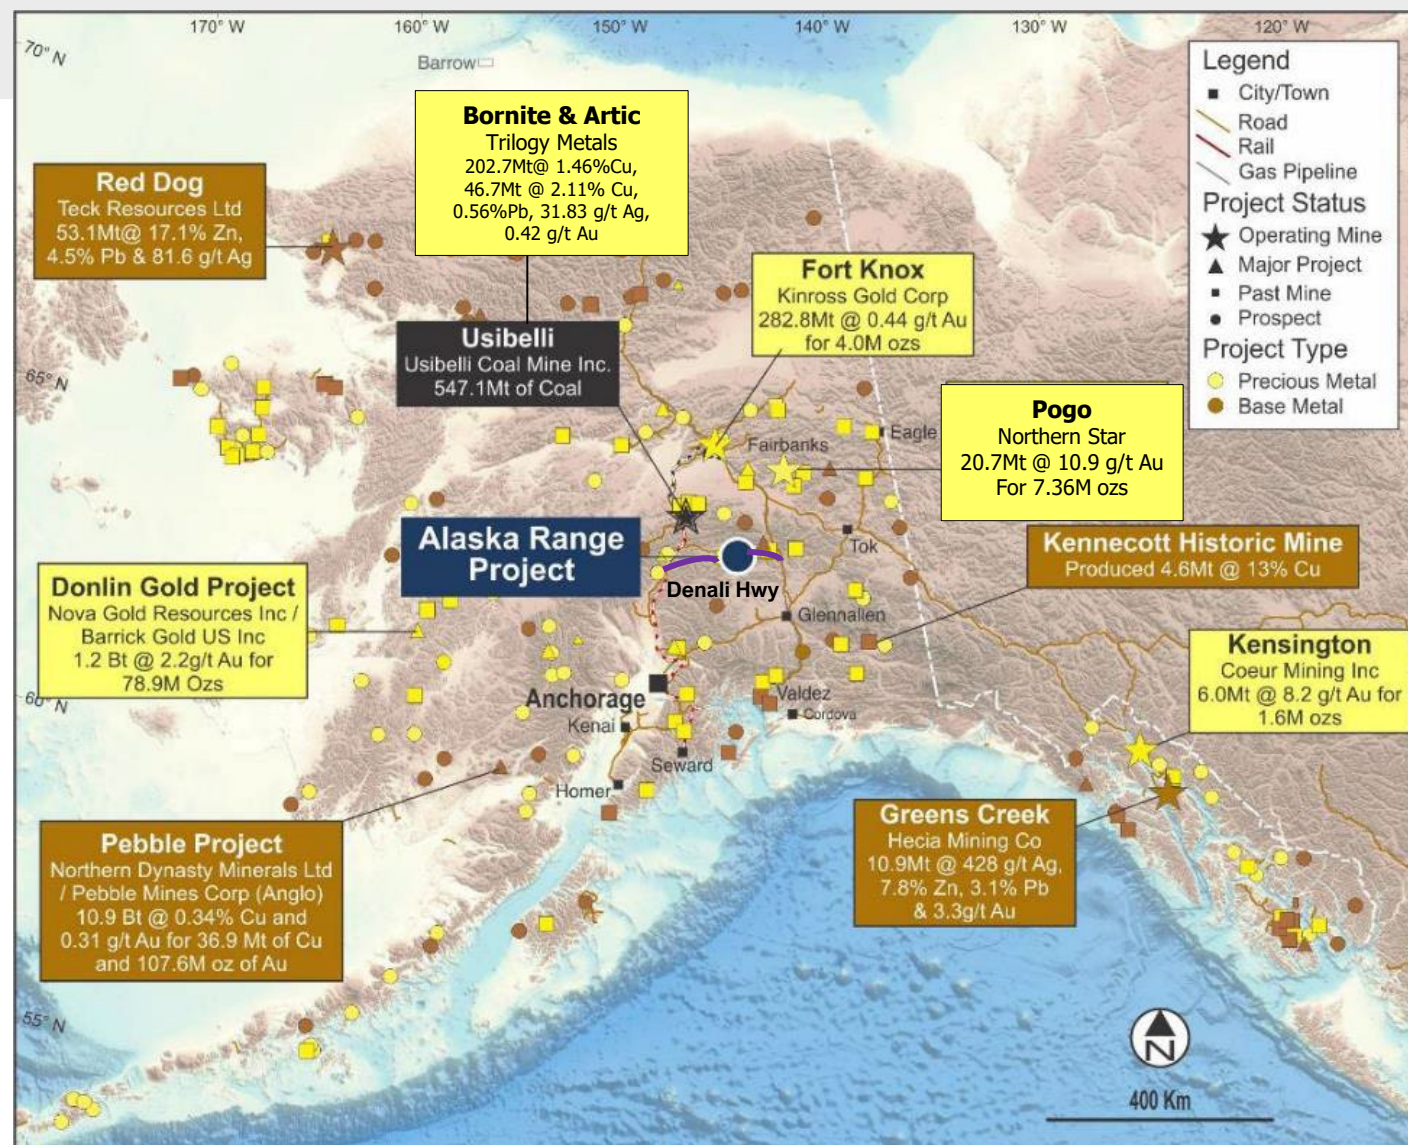 170° W
160° W
150° W
140° W
130° W
120° W
70° N
65° N
60° N
55° N
Barrow
Legend
City/Town
Road
Rail
Gas Pipeline
Project Status
Operating Mine
Major Project
Past Mine
Prospect
Project Type
Precious Metal
Base Metal
Bornite & Artic
Trilogy Metals
202.7Mt@ 1.46%Cu,
46.7Mt @ 2.11% Cu,
0.56%Pb, 31.83 g/t Ag,
0.42 g/t Au
Red Dog
Teck Resources Ltd
53.1Mt@ 17.1% Zn,
4.5% Pb & 81.6 g/t Ag
Fort Knox
Kinross Gold Corp
282.8Mt @ 0.44 g/t Au
for 4.0M ozs
Usibelli
Usibelli Coal Mine Inc.
547.1Mt of Coal
Pogo
Northern Star
20.7Mt @ 10.9 g/t Au
For 7.36M ozs
Fairbanks
Eagle
Alaska Range
Project
Tok
Denali Hwy
Glennallen
Kennecott Historic Mine
Produced 4.6Mt @ 13% Cu
Donlin Gold Project
Nova Gold Resources Inc /
Barrick Gold US Inc
1.2 Bt @ 2.2g/t Au for
78.9M Ozs
Kensington
Coeur Mining Inc
6.0Mt @ 8.2 g/t Au for
1.6M ozs
Anchorage
Kenai
Valdez
Cordova
Seward
Homer
Pebble Project
Northern Dynasty Minerals Ltd
/ Pebble Mines Corp (Anglo)
10.9 Bt @ 0.34% Cu and
0.31 g/t Au for 36.9 Mt of Cu
and 107.6M oz of Au
Greens Creek
Hecia Mining Co
10.9Mt @ 428 g/t Ag,
7.8% Zn, 3.1% Pb
& 3.3g/t Au
N
400 Km